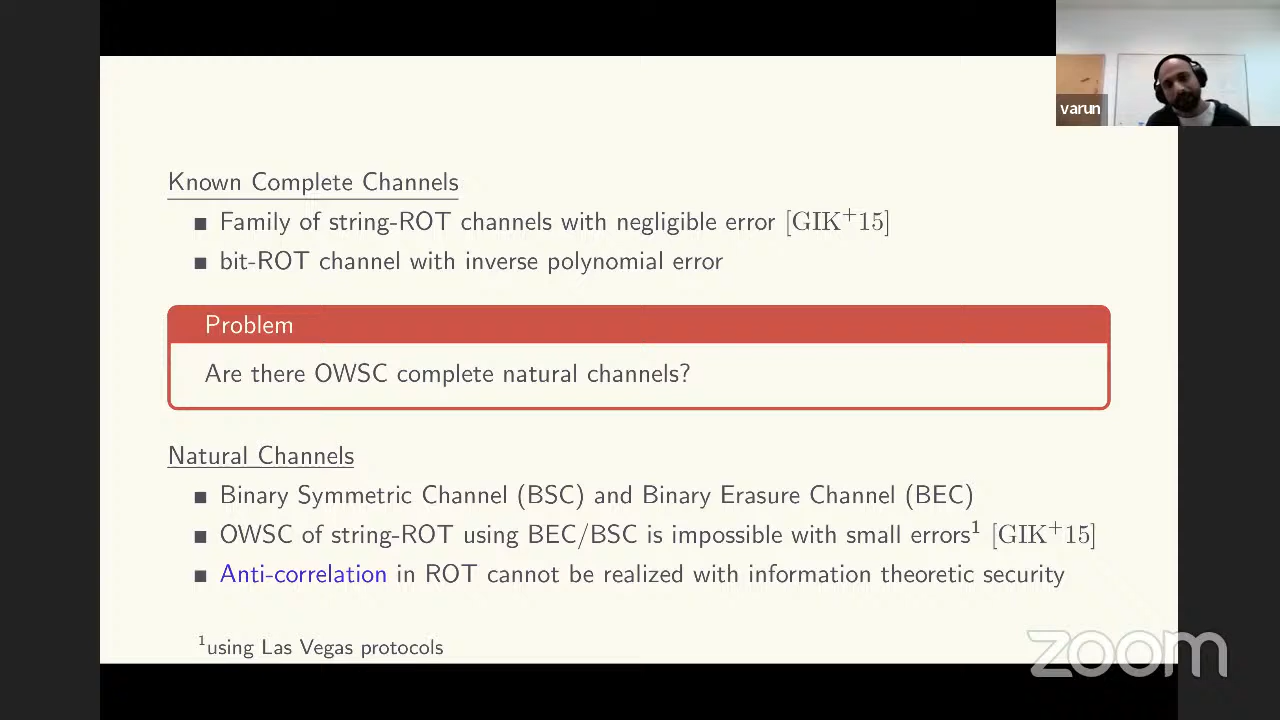 varun
Known Complete Channels
■ Family of string-ROT channels with negligible error [GIK⁺15]
■ bit-ROT channel with inverse polynomial error
Problem
Are there OWSC complete natural channels?
Natural Channels
■ Binary Symmetric Channel (BSC) and Binary Erasure Channel (BEC)
■ OWSC of string-ROT using BEC/BSC is impossible with small errors¹ [GIK⁺15]
■ Anti-correlation in ROT cannot be realized with information theoretic security
¹using Las Vegas protocols
zoom